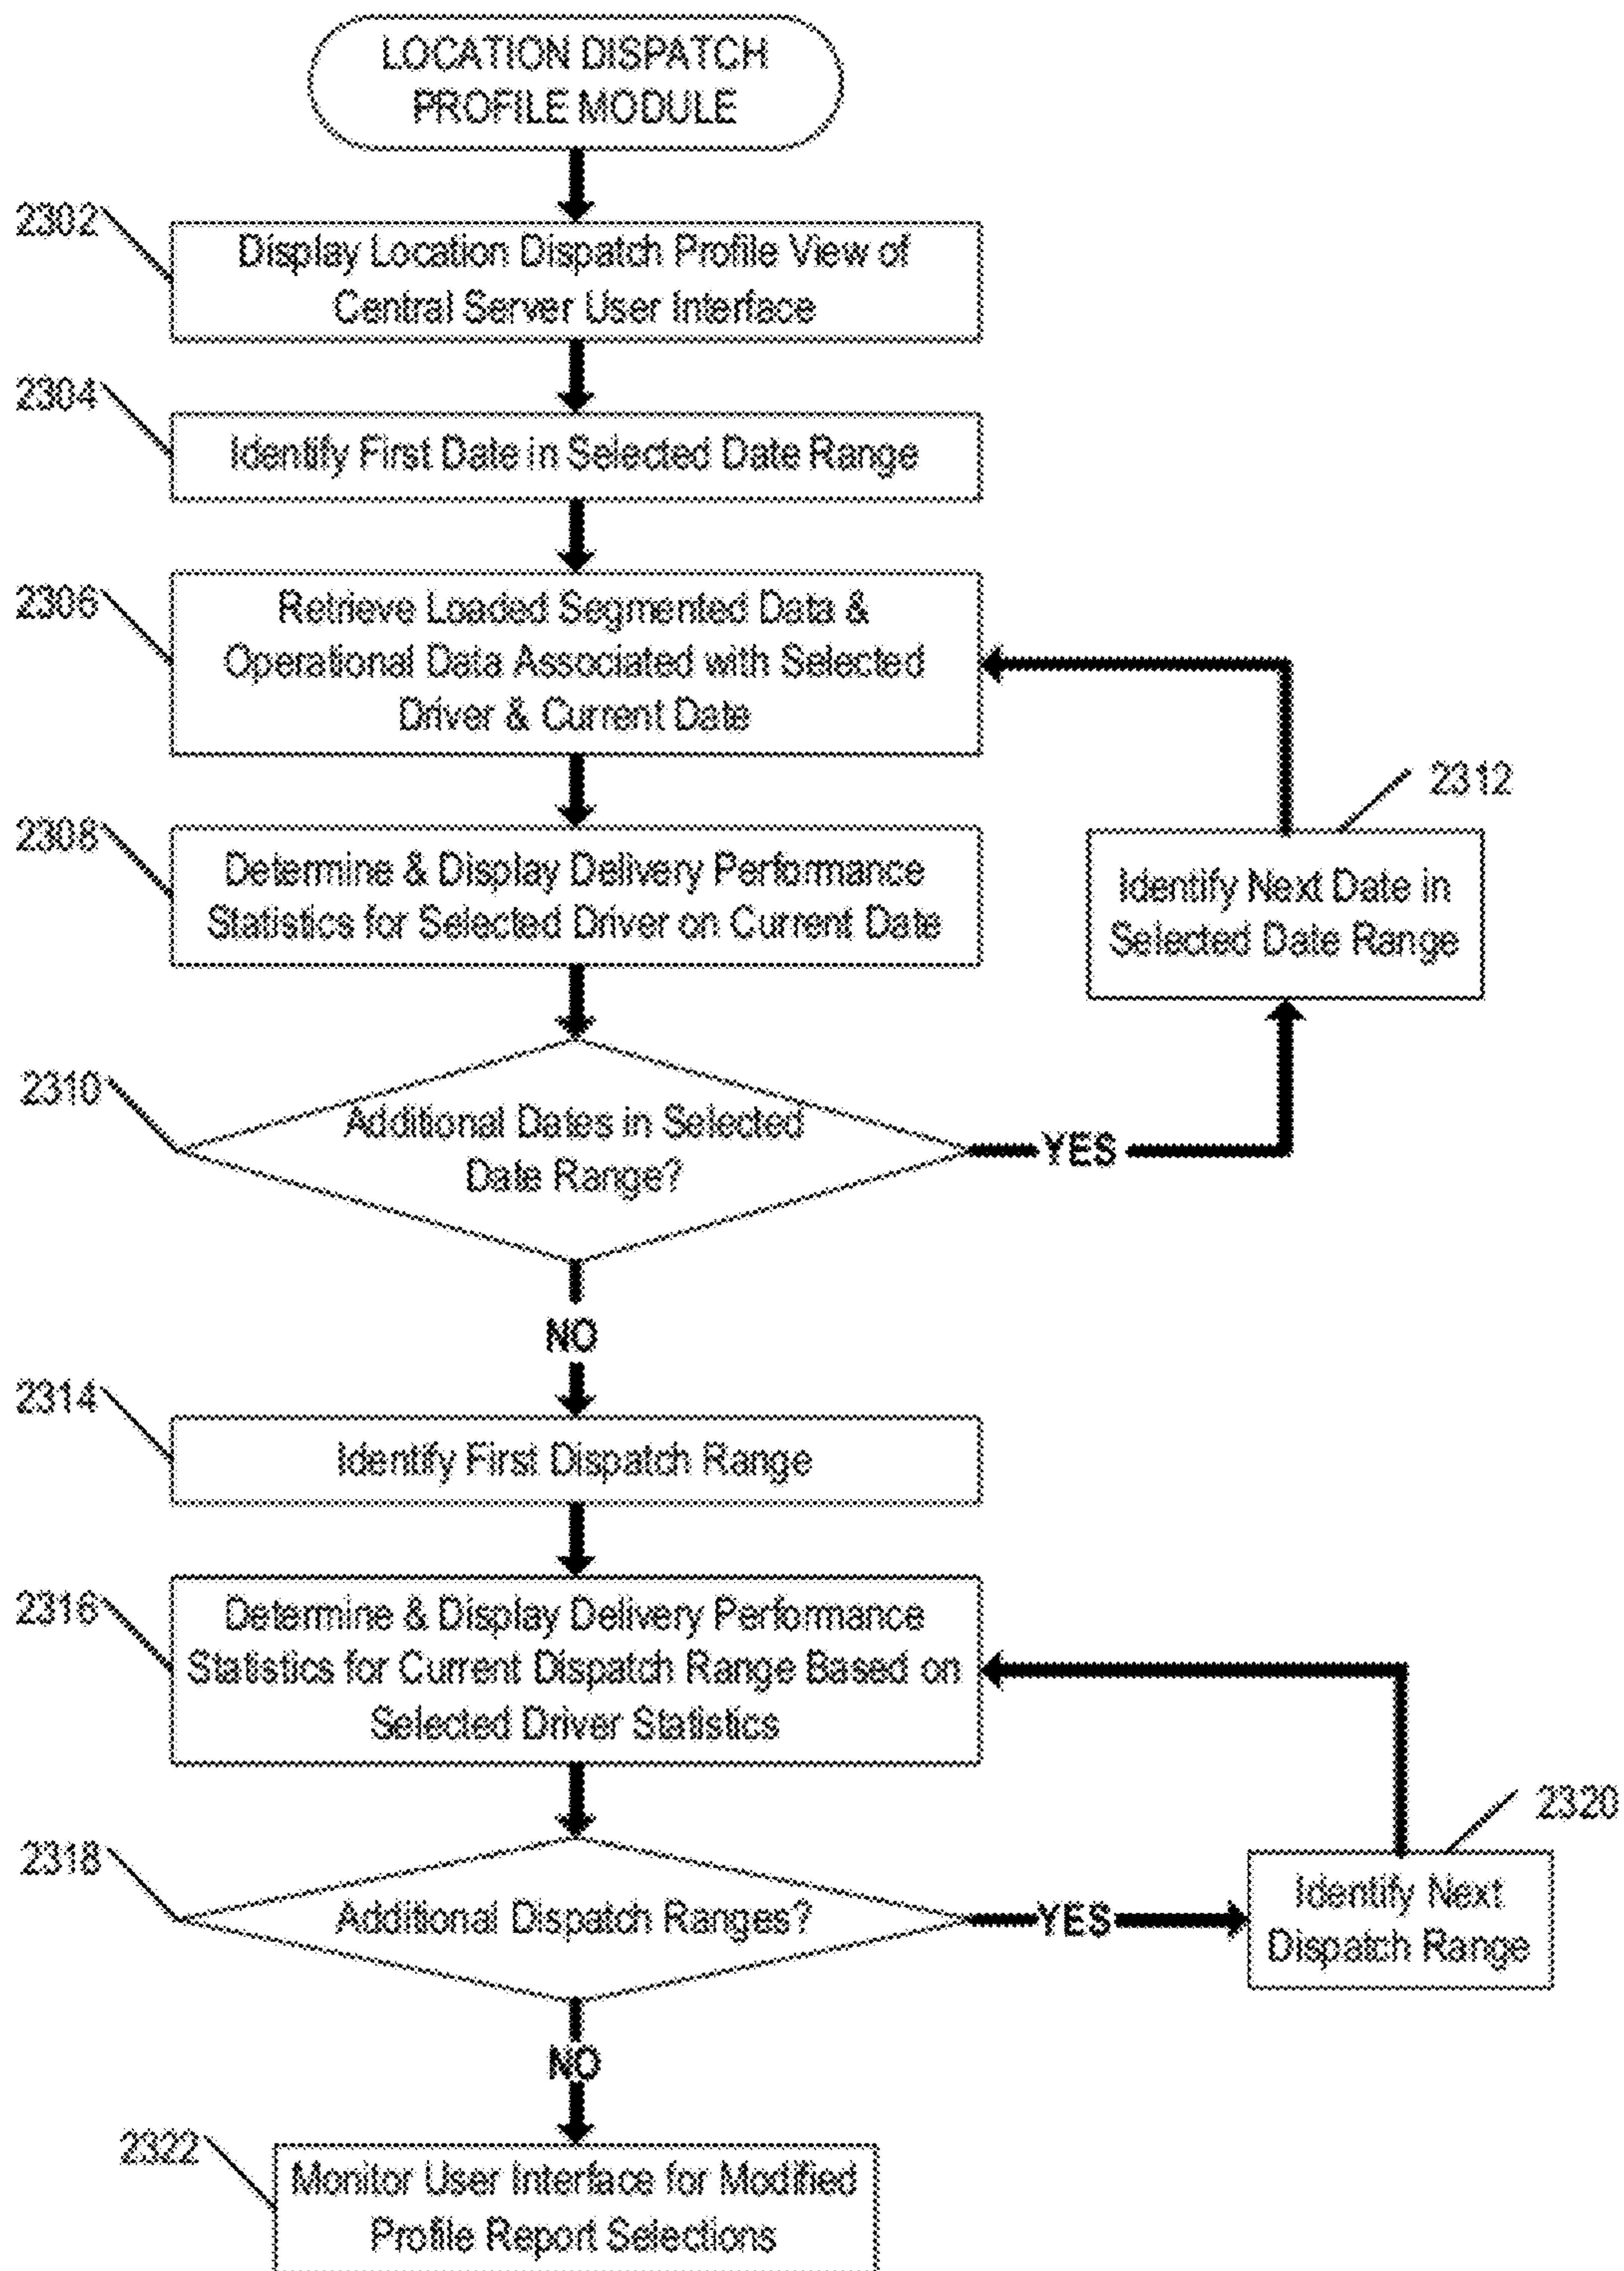 LOCATION DISPATCH
PROFILE MODULE
2302
Display Location Dispatch Profile View of
Central Server User Interface
2304
Identify First Date in Selected Date Range
2306
Retrieve Loaded Segmented Data &
Operational Data Associated with Selected
Driver & Current Date
2312
2308
Determine & Display Delivery Performance
Statistics for Selected Driver on Current Date
Identify Next Date in
Selected Date Range
2310
Additional Dates in Selected
Date Range?
YES
NO
2314
Identify First Dispatch Range
2316
Determine & Display Delivery Performance
Statistics for Current Dispatch Range Based on
Selected Driver Statistics
2320
2318
Additional Dispatch Ranges?
YES
Identify Next
Dispatch Range
NO
2322
Monitor User Interface for Modified
Profile Report Selections